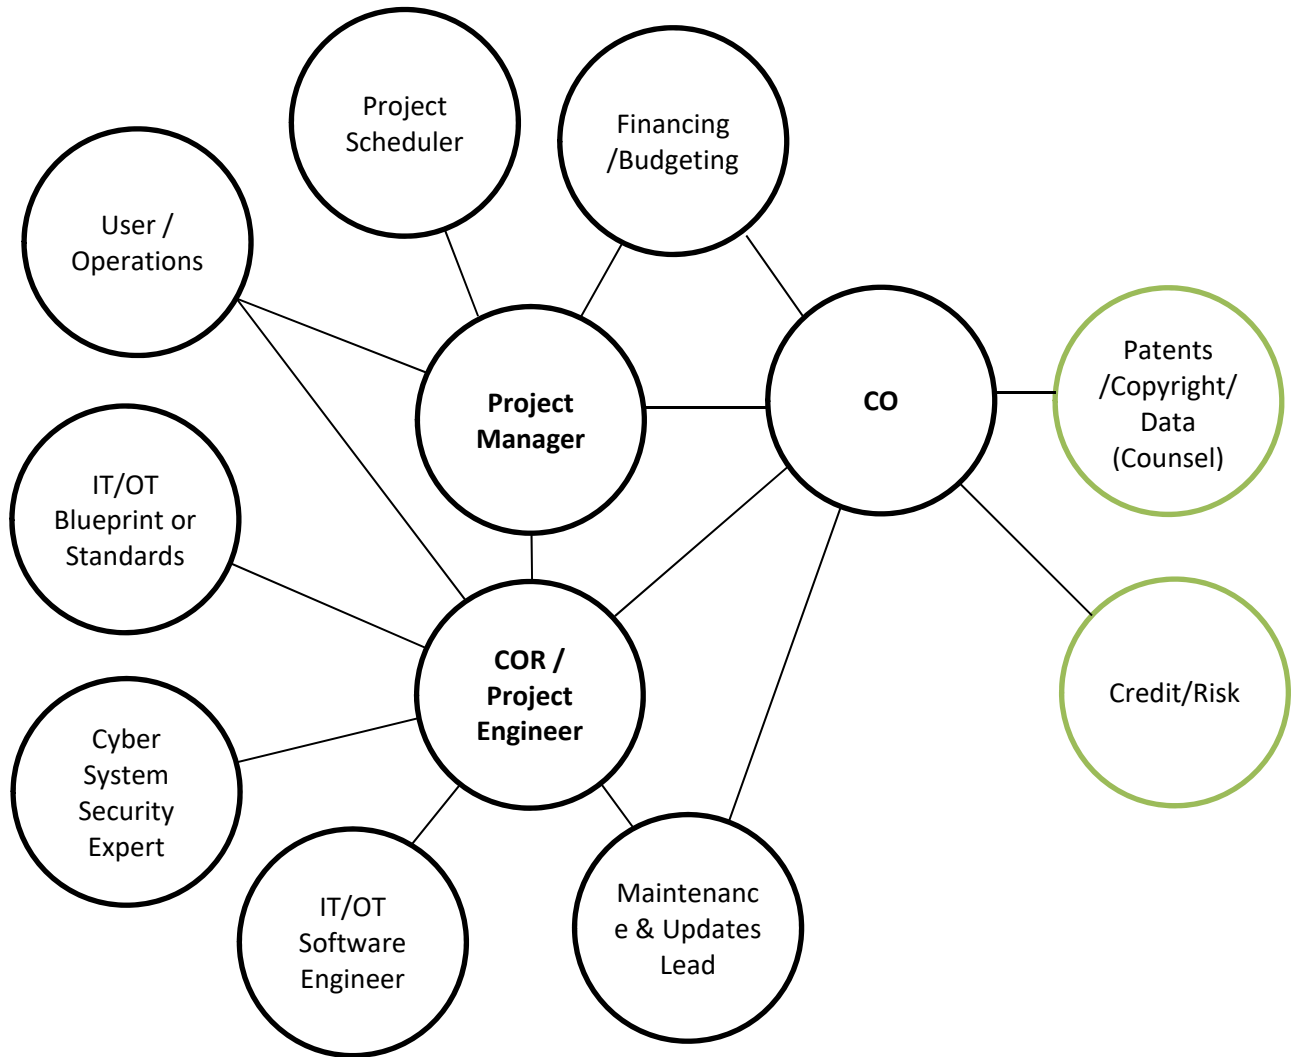 Project
Scheduler
Financing
/Budgeting
User /
Operations
Project
Manager
CO
Patents
/Copyright/
Data
(Counsel)
IT/OT
Blueprint or
Standards
COR /
Project
Engineer
Credit/Risk
Cyber
System
Security
Expert
IT/OT
Software
Engineer
Maintenanc
e & Updates
Lead